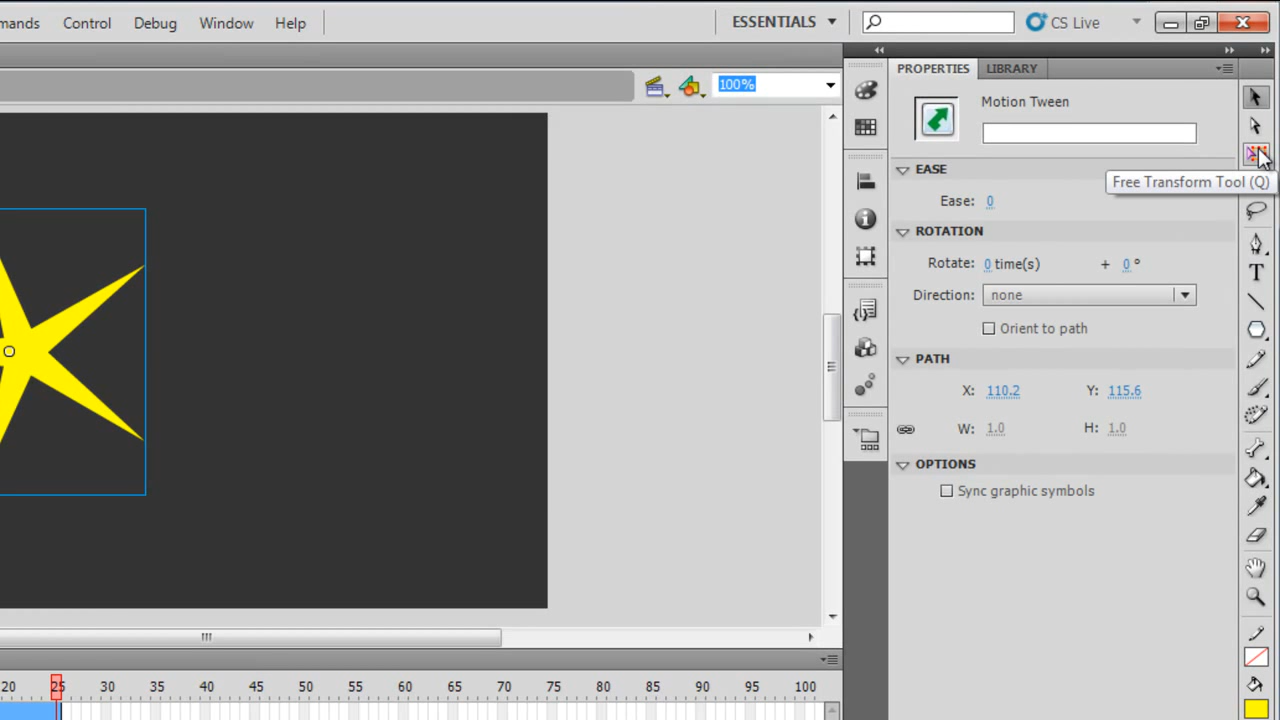 mands Control Debug Window Help ESSENTIALS CS Live
100%
PROPERTIES LIBRARY
Motion Tween
EASE
Free Transform Tool (Q)
Ease: 0
ROTATION
Rotate: 0 time(s) + 0 °
Direction: none
Orient to path
PATH
X: 110.2 Y: 115.6
W: 1.0 H: 1.0
OPTIONS
Sync graphic symbols
20 25 30 35 40 45 50 55 60 65 70 75 80 85 90 95 100